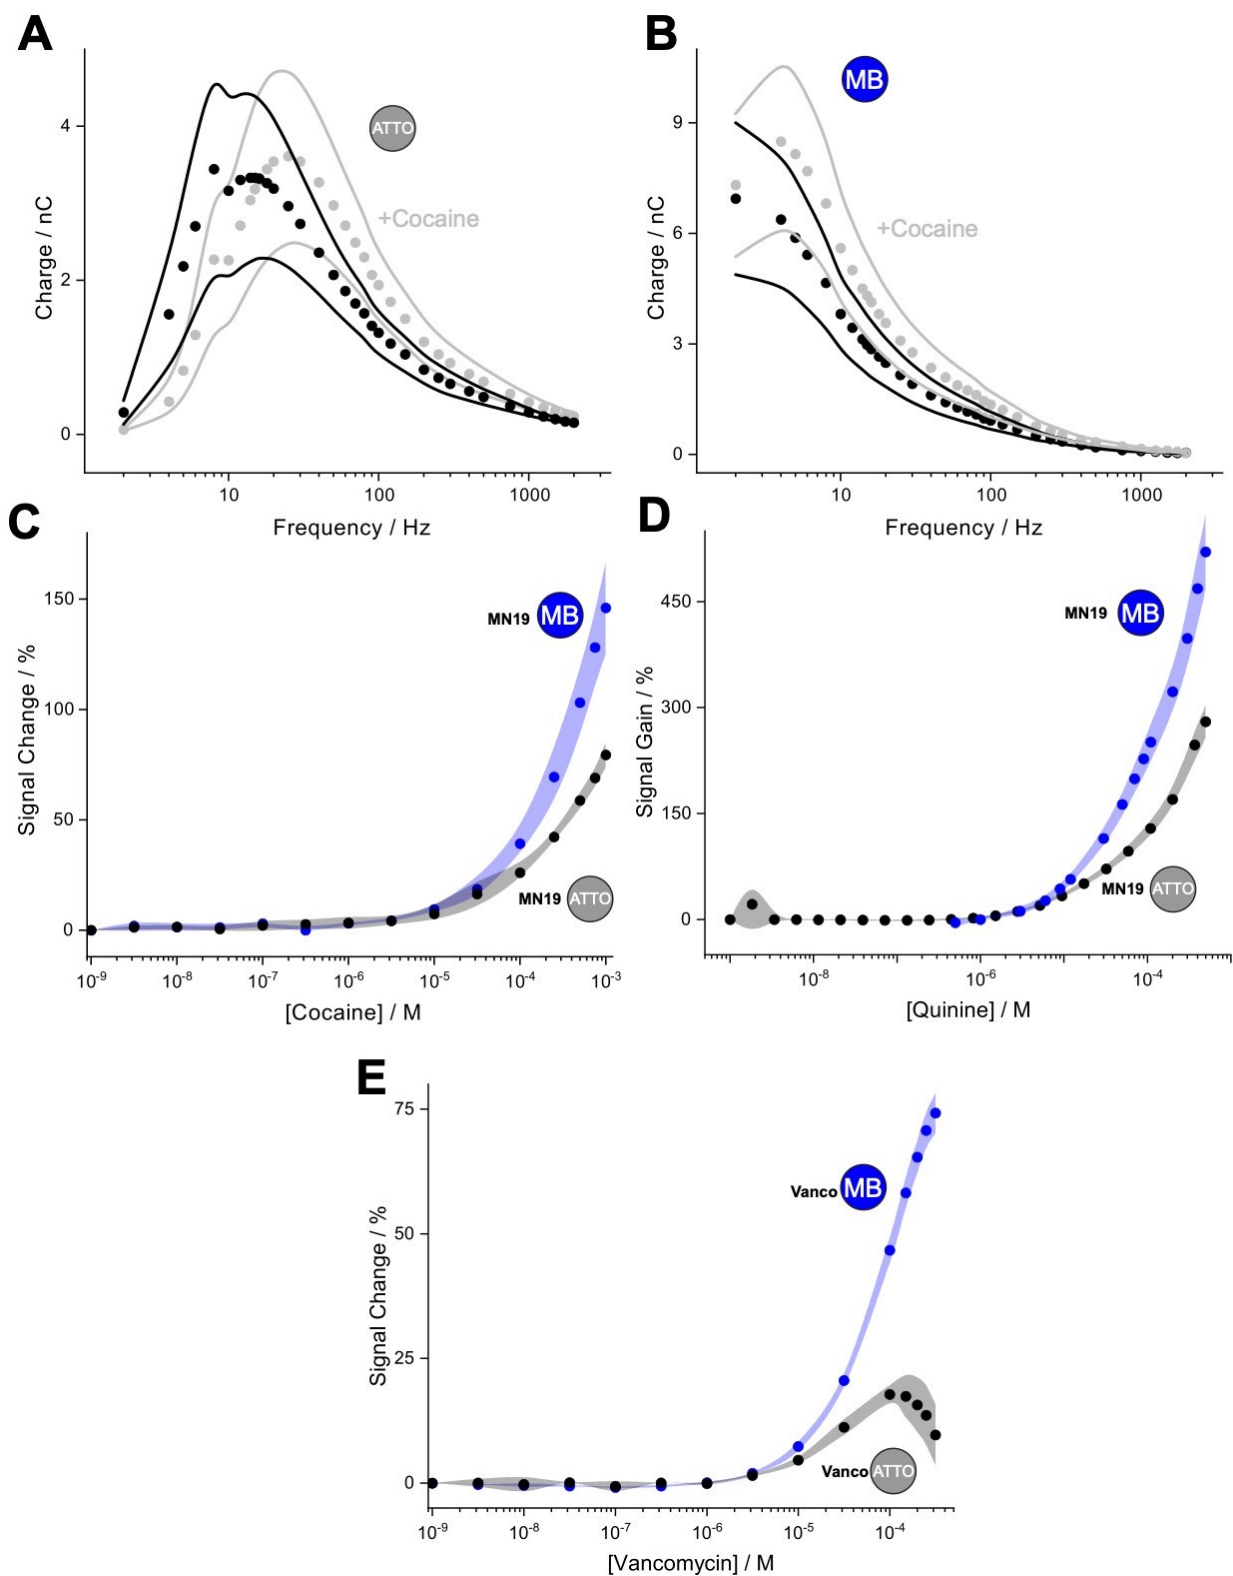 A
4
2
0
Charge / nC
10
100
1000
Frequency / Hz
ATTO
+Cocaine
B
9
6
3
0
Charge / nC
10
100
1000
Frequency / Hz
MB
+Cocaine
C
150
100
50
0
Signal Change / %
MN19 MB
MN19 ATTO
10-9
10-8
10-7
10-6
10-5
10-4
10-3
[Cocaine] / M
D
450
300
150
0
Signal Gain / %
MN19 MB
MN19 ATTO
10-8
10-6
10-4
[Quinine] / M
E
75
50
25
0
Signal Change / %
Vanco MB
Vanco ATTO
10-9
10-8
10-7
10-6
10-5
10-4
[Vancomycin] / M